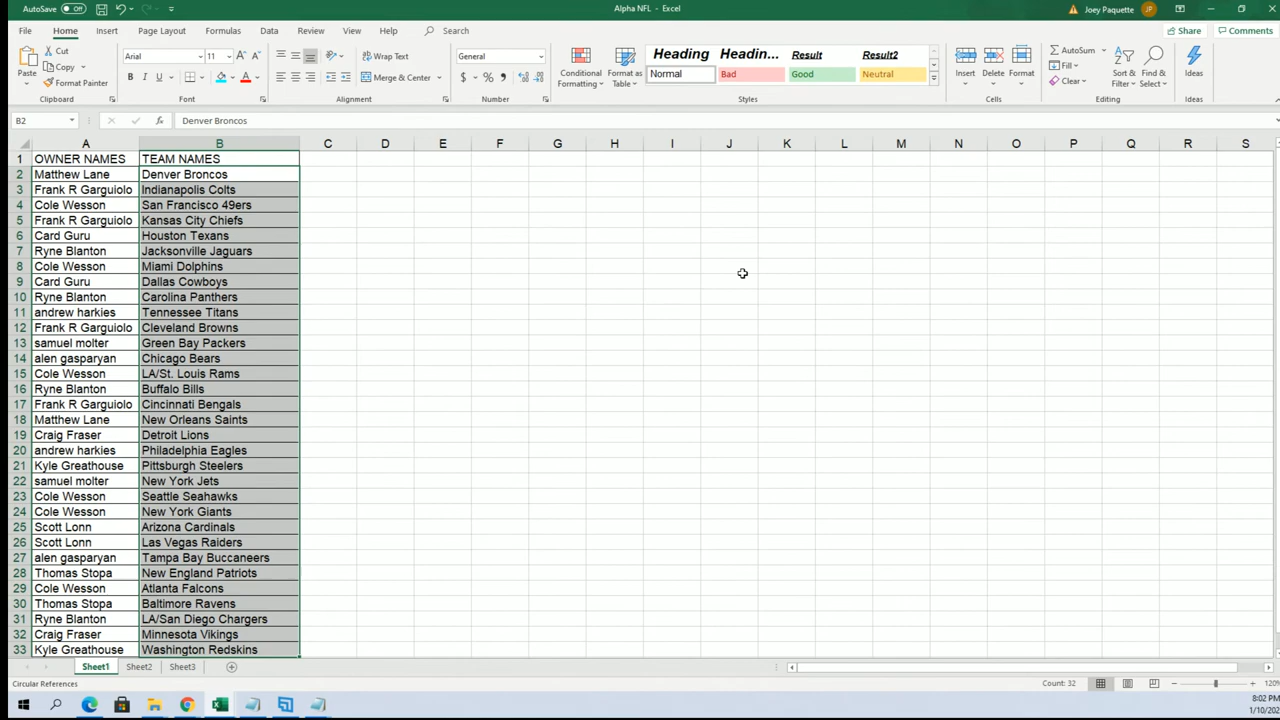 AutoSave Off Alpha NFL - Excel Joey Paquette JP
File Home Insert Page Layout Formulas Data Review View Help Search Share Comments
Paste Cut Copy Format Painter Clipboard
Arial 11 A A B I U A Font
Wrap Text Merge & Center Alignment
General $ % , Number
Conditional Formatting Format as Table
Heading Headin... Result Result2
Normal Bad Good Neutral
Styles
Insert Delete Format Cells
AutoSum Fill Clear Sort & Filter Find & Select Editing
Ideas Ideas
B2 fx Denver Broncos
A B C D E F G H I J K L M N O P Q R S
1 OWNER NAMES TEAM NAMES
2 Matthew Lane Denver Broncos
3 Frank R Garguiolo Indianapolis Colts
4 Cole Wesson San Francisco 49ers
5 Frank R Garguiolo Kansas City Chiefs
6 Card Guru Houston Texans
7 Ryne Blanton Jacksonville Jaguars
8 Cole Wesson Miami Dolphins
9 Card Guru Dallas Cowboys
10 Ryne Blanton Carolina Panthers
11 andrew harkies Tennessee Titans
12 Frank R Garguiolo Cleveland Browns
13 samuel molter Green Bay Packers
14 alen gasparyan Chicago Bears
15 Cole Wesson LA/St. Louis Rams
16 Ryne Blanton Buffalo Bills
17 Frank R Garguiolo Cincinnati Bengals
18 Matthew Lane New Orleans Saints
19 Craig Fraser Detroit Lions
20 andrew harkies Philadelphia Eagles
21 Kyle Greathouse Pittsburgh Steelers
22 samuel molter New York Jets
23 Cole Wesson Seattle Seahawks
24 Cole Wesson New York Giants
25 Scott Lonn Arizona Cardinals
26 Scott Lonn Las Vegas Raiders
27 alen gasparyan Tampa Bay Buccaneers
28 Thomas Stopa New England Patriots
29 Cole Wesson Atlanta Falcons
30 Thomas Stopa Baltimore Ravens
31 Ryne Blanton LA/San Diego Chargers
32 Craig Fraser Minnesota Vikings
33 Kyle Greathouse Washington Redskins
Sheet1 Sheet2 Sheet3
Circular References Count: 32 120%
8:02 PM